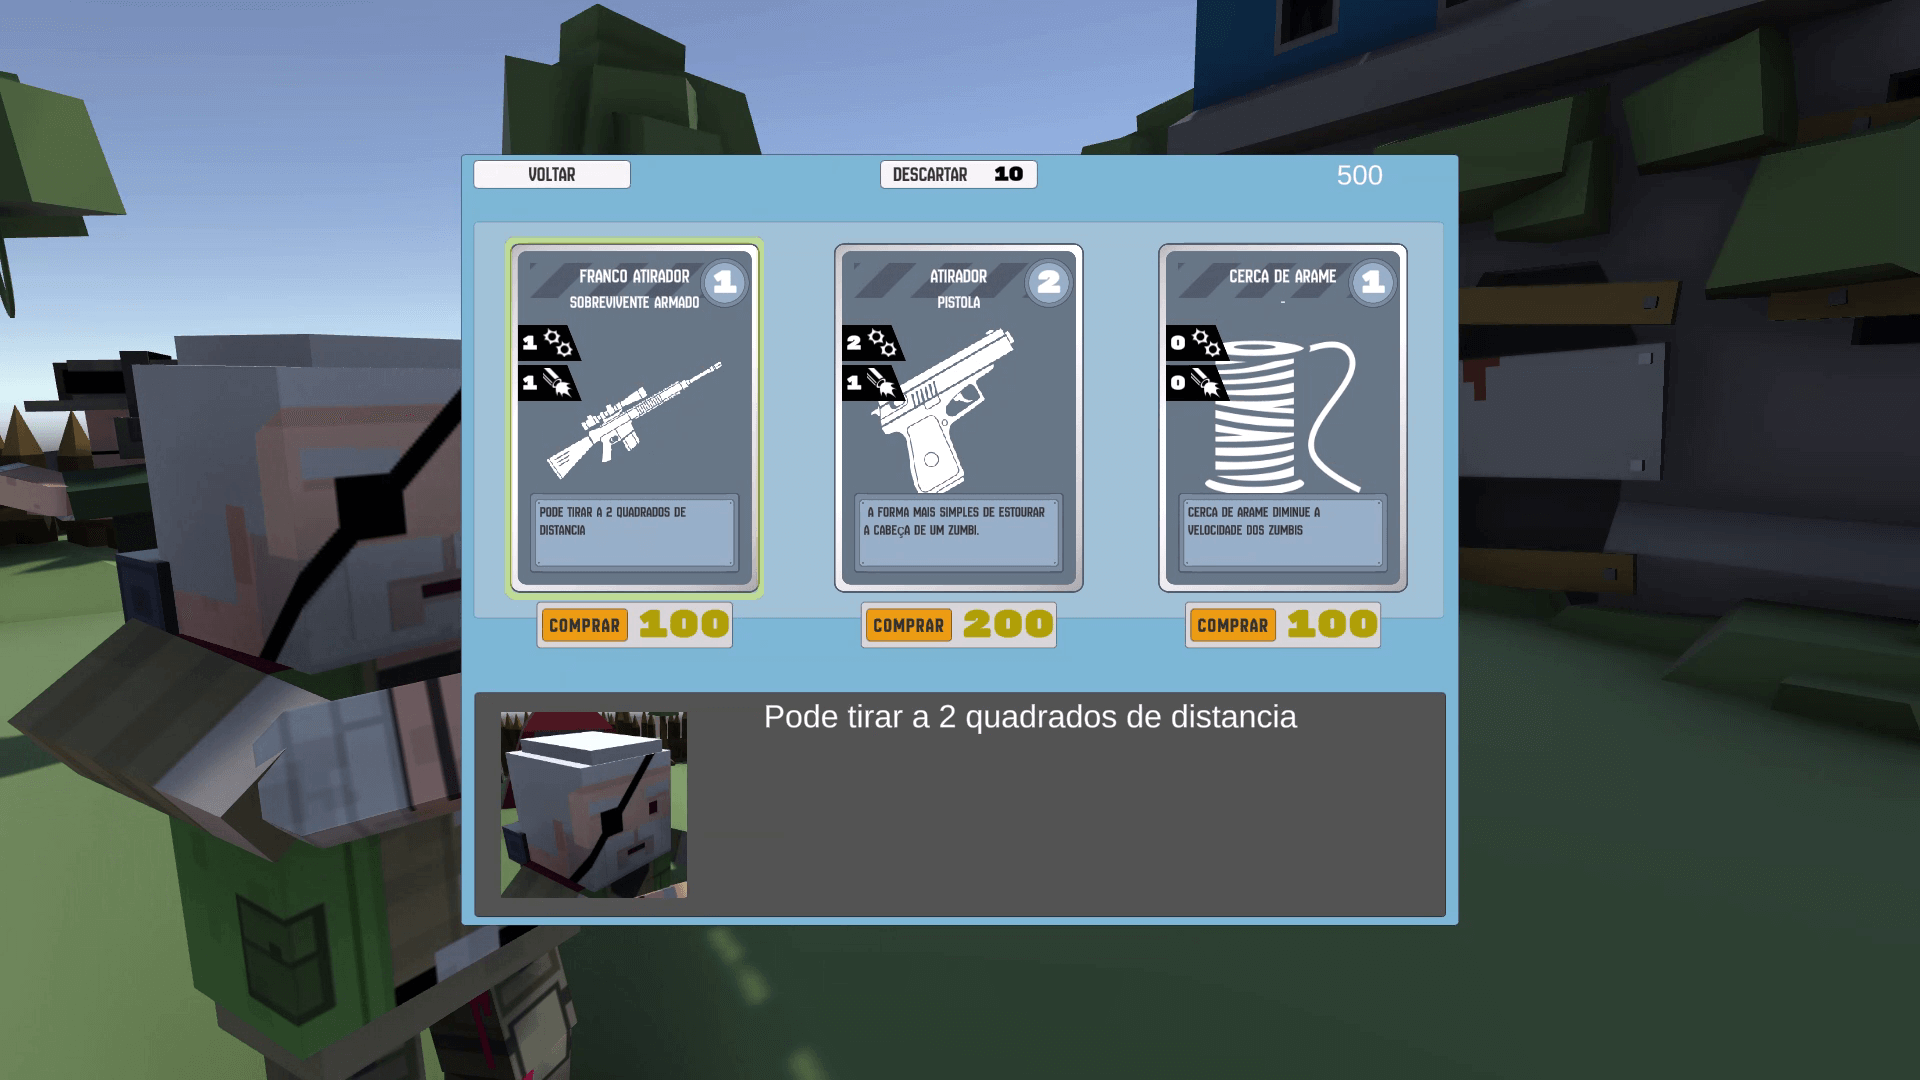 VOLTAR
DESCARTAR 10
500
FRANCO ATIRADOR
1
SOBREVIVENTE ARMADO
1
1
PODE TIRAR A 2 QUADRADOS DE
DISTANCIA
COMPRAR 100
ATIRADOR
2
PISTOLA
2
1
A FORMA MAIS SIMPLES DE ESTOURAR
A CABEÇA DE UM ZUMBI.
COMPRAR 200
CERCA DE ARAME
1
-
0
0
CERCA DE ARAME DIMINUE A
VELOCIDADE DOS ZUMBIS
COMPRAR 100
Pode tirar a 2 quadrados de distancia